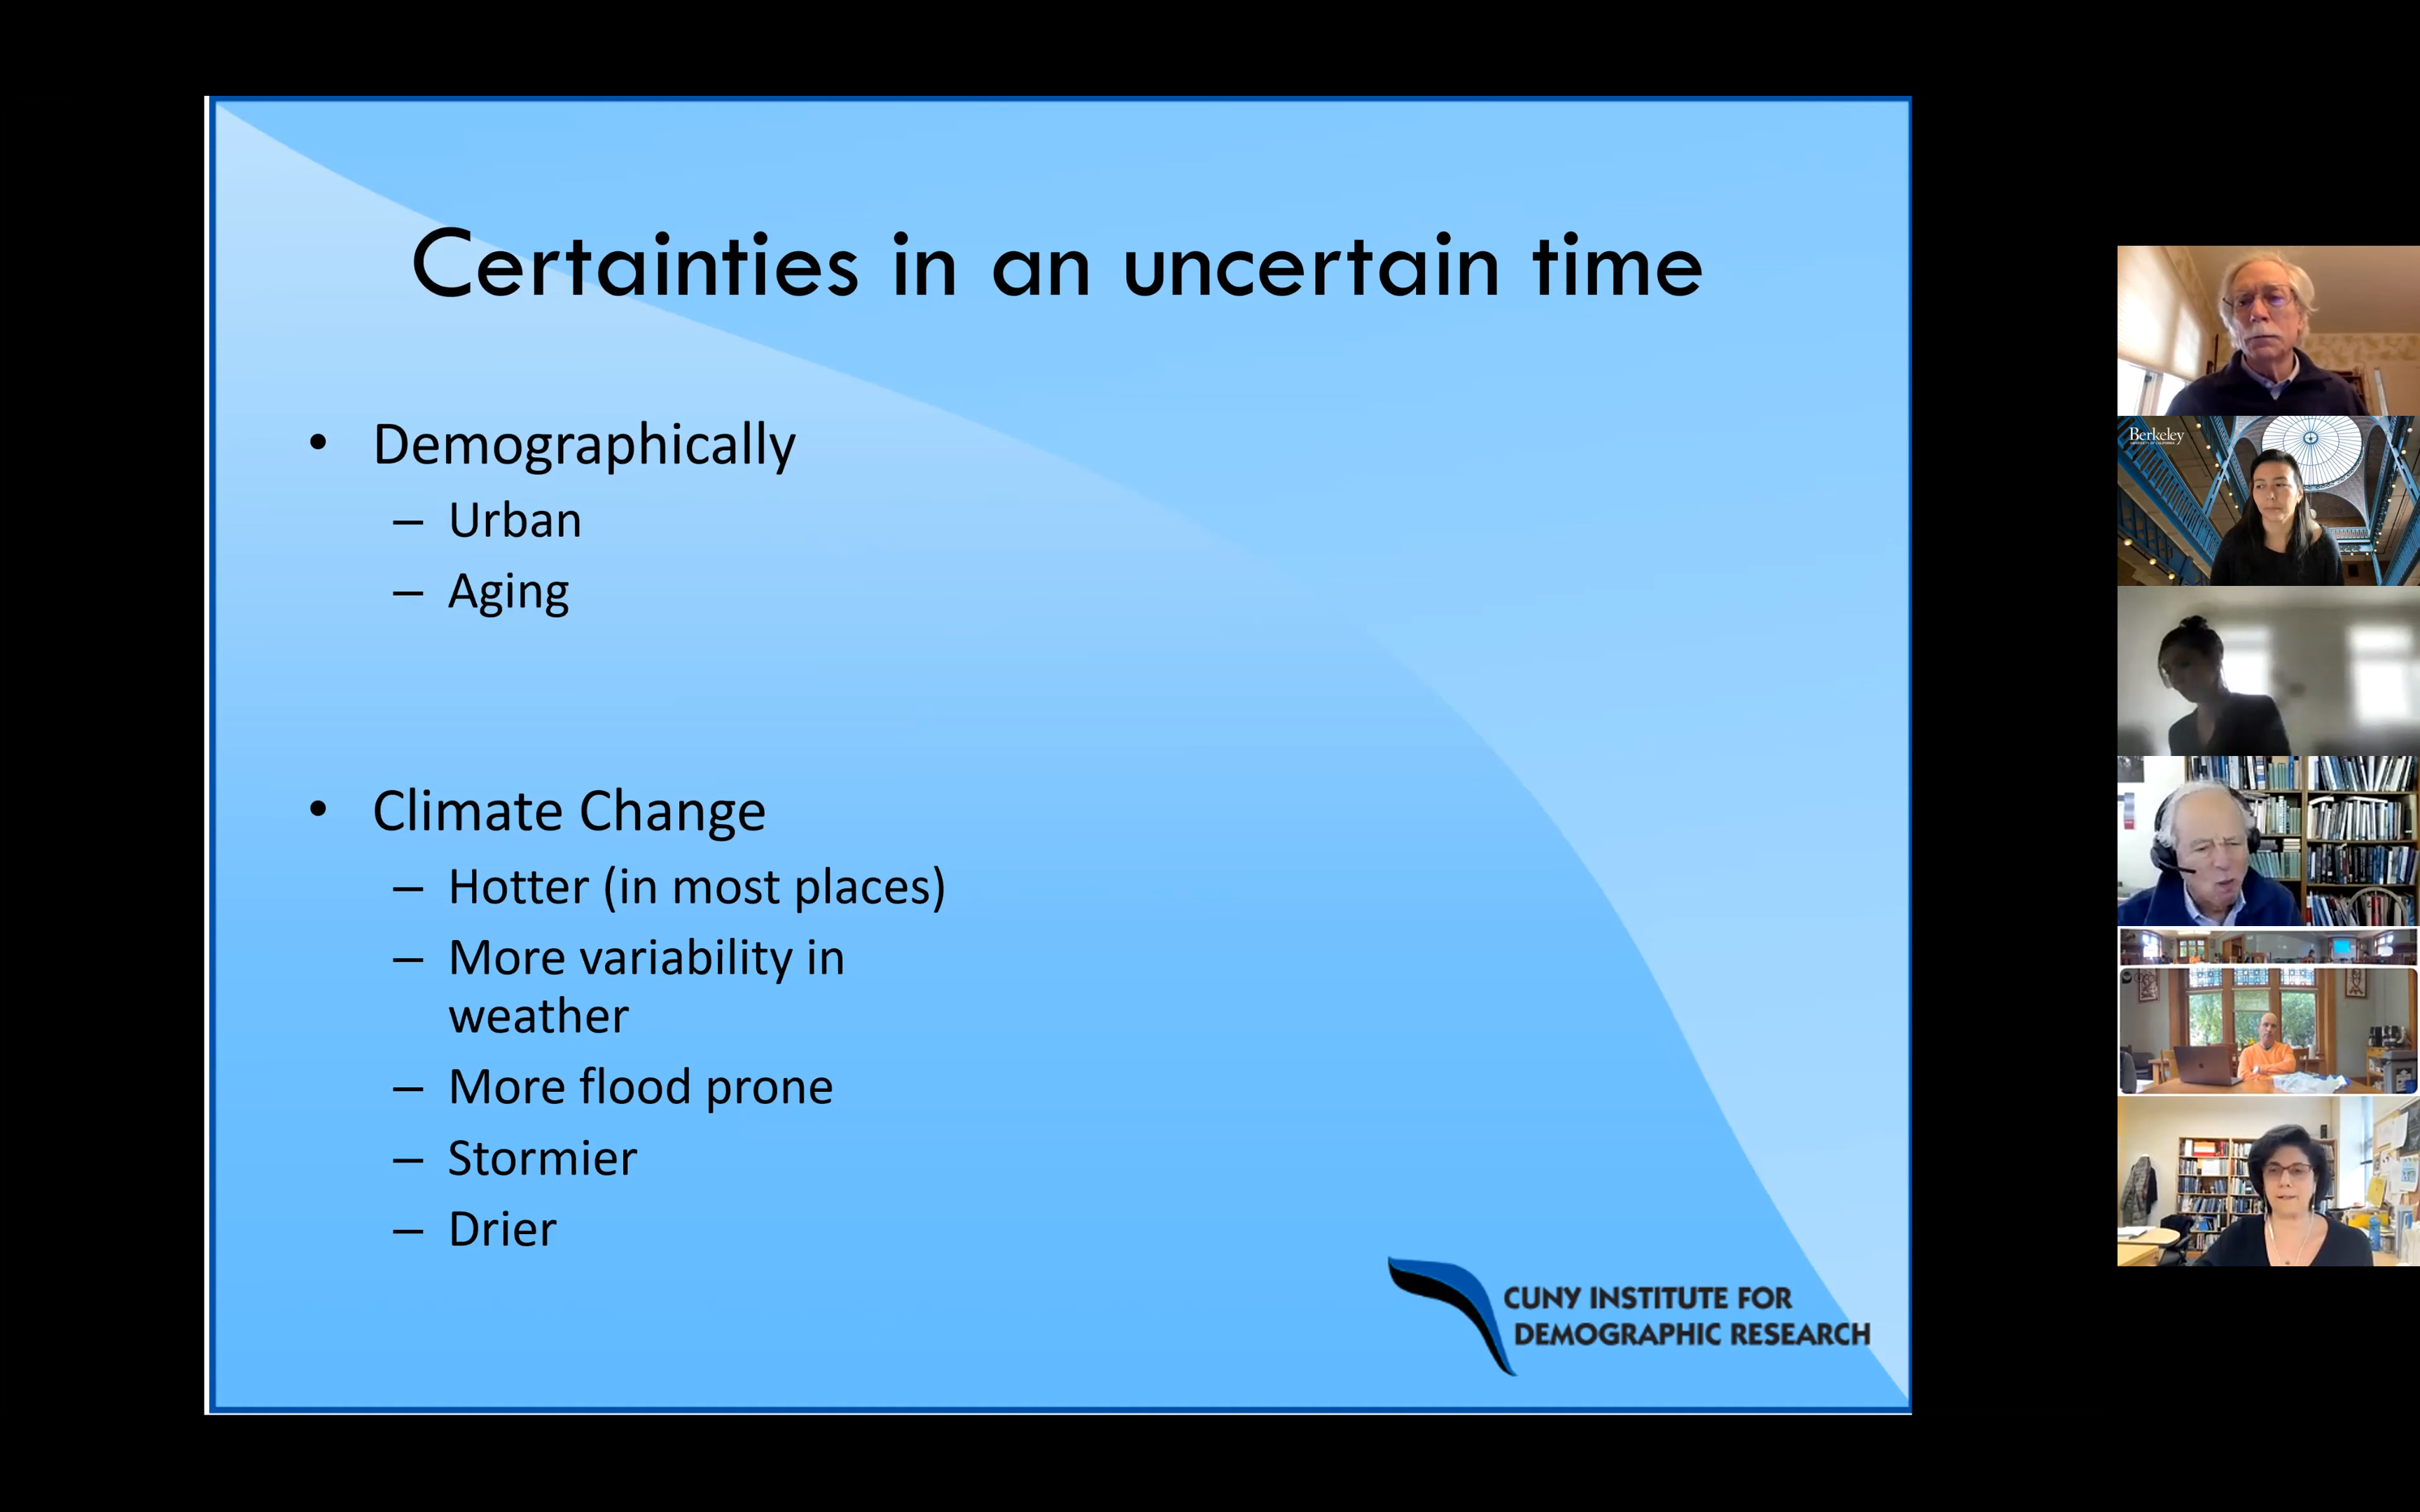 Certainties in an uncertain time
• Demographically
– Urban
– Aging
• Climate Change
– Hotter (in most places)
– More variability in
weather
– More flood prone
– Stormier
– Drier
CUNY INSTITUTE FOR
DEMOGRAPHIC RESEARCH
Berkeley